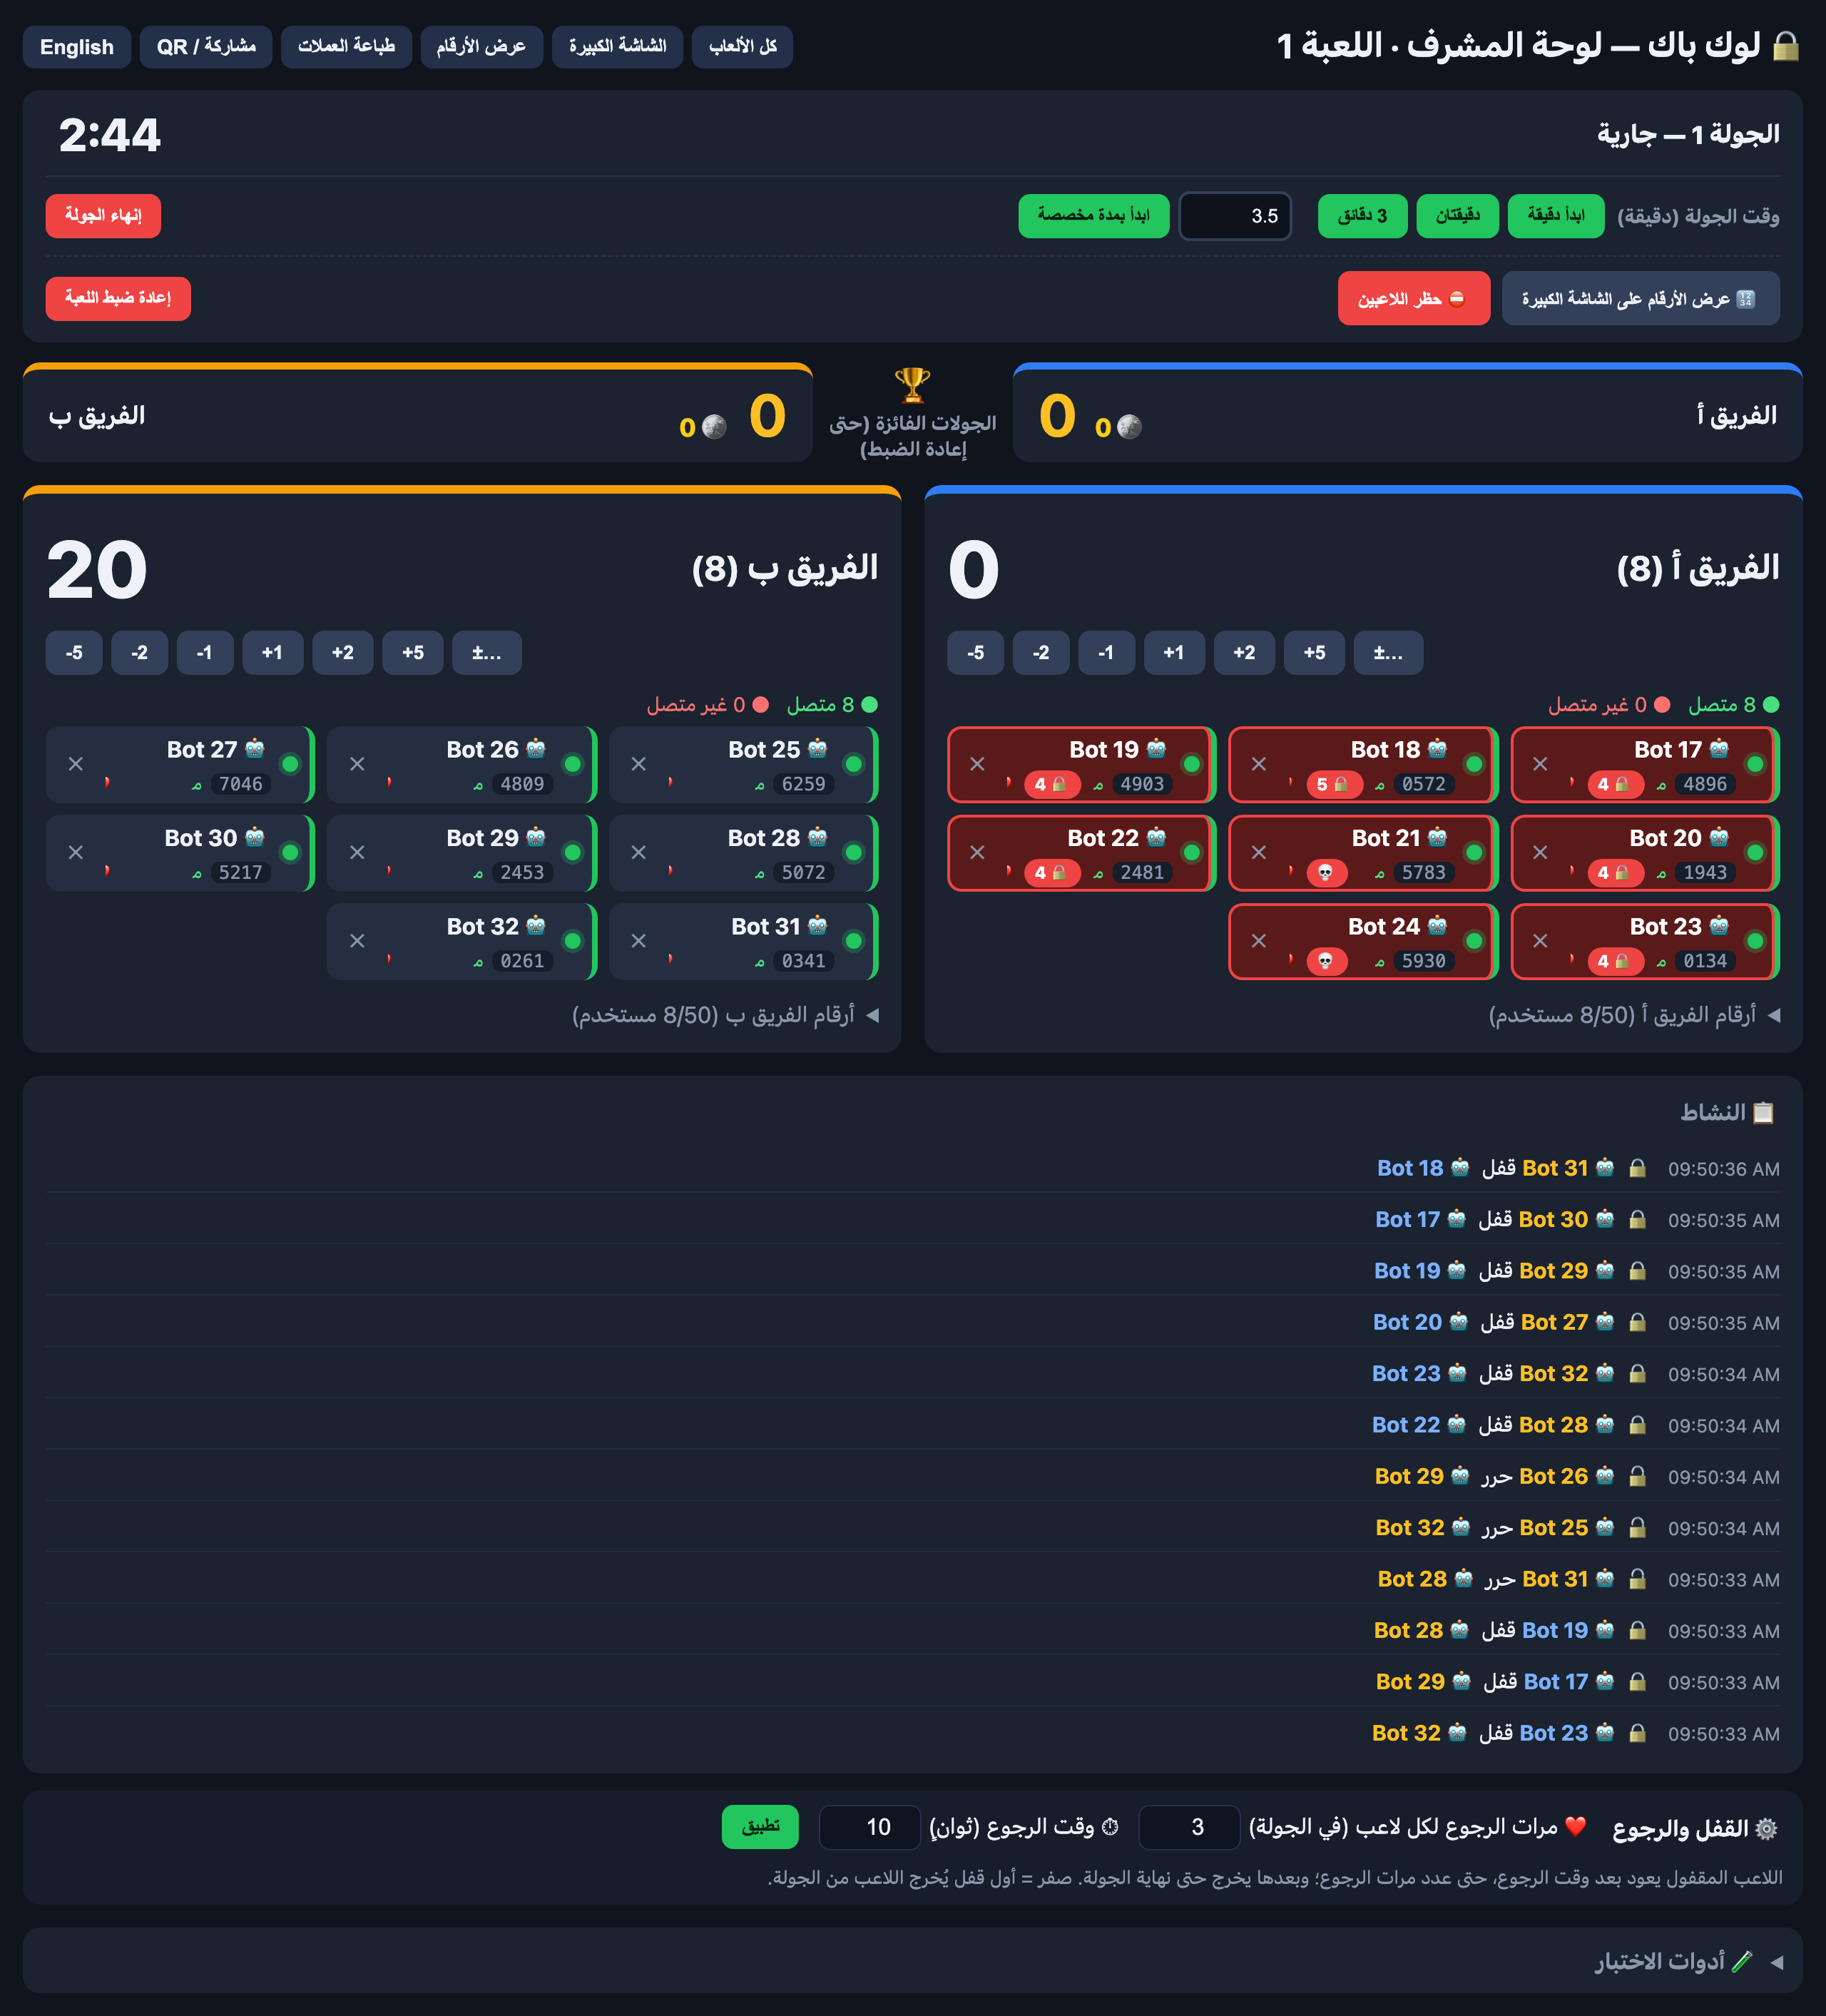 🔒 لوك باك — لوحة المشرف · اللعبة 1
كل الألعاب
الشاشة الكبيرة
عرض الأرقام
طباعة العملات
مشاركة / QR
English
الجولة 1 — جارية
2:44
وقت الجولة (دقيقة)
ابدأ دقيقة
دقيقتان
3 دقائق
3.5
ابدأ بمدة مخصصة
إنهاء الجولة
🔢 عرض الأرقام على الشاشة الكبيرة
⛔ حظر اللاعبين
إعادة ضبط اللعبة
الفريق أ
0
0
🏆
الجولات الفائزة (حتى
إعادة الضبط)
0
0
الفريق ب
الفريق أ (8)
0
-5 -2 -1 +1 +2 +5 ±...
8 متصل 0 غير متصل
🤖 Bot 17
4896 م 🔒 4
🤖 Bot 18
0572 م 🔒 5
🤖 Bot 19
4903 م 🔒 4
🤖 Bot 20
1943 م 🔒 4
🤖 Bot 21
5783 م 💀
🤖 Bot 22
2481 م 🔒 4
🤖 Bot 23
0134 م 🔒 4
🤖 Bot 24
5930 م 💀
◀ أرقام الفريق أ (8/50 مستخدم)
الفريق ب (8)
20
-5 -2 -1 +1 +2 +5 ±...
8 متصل 0 غير متصل
🤖 Bot 25
6259 م
🤖 Bot 26
4809 م
🤖 Bot 27
7046 م
🤖 Bot 28
5072 م
🤖 Bot 29
2453 م
🤖 Bot 30
5217 م
🤖 Bot 31
0341 م
🤖 Bot 32
0261 م
◀ أرقام الفريق ب (8/50 مستخدم)
📋 النشاط
09:50:36 AM 🔒 🤖 Bot 31 قفل 🤖 Bot 18
09:50:35 AM 🔒 🤖 Bot 30 قفل 🤖 Bot 17
09:50:35 AM 🔒 🤖 Bot 29 قفل 🤖 Bot 19
09:50:35 AM 🔒 🤖 Bot 27 قفل 🤖 Bot 20
09:50:34 AM 🔒 🤖 Bot 32 قفل 🤖 Bot 23
09:50:34 AM 🔒 🤖 Bot 28 قفل 🤖 Bot 22
09:50:34 AM 🔓 🤖 Bot 26 حرر 🤖 Bot 29
09:50:34 AM 🔓 🤖 Bot 25 حرر 🤖 Bot 32
09:50:33 AM 🔓 🤖 Bot 31 حرر 🤖 Bot 28
09:50:33 AM 🔒 🤖 Bot 19 قفل 🤖 Bot 28
09:50:33 AM 🔒 🤖 Bot 17 قفل 🤖 Bot 29
09:50:33 AM 🔒 🤖 Bot 23 قفل 🤖 Bot 32
⚙️ القفل والرجوع ❤️ مرات الرجوع لكل لاعب (في الجولة) 3 ⏱ وقت الرجوع (ثوانٍ) 10 تطبيق
اللاعب المقفول يعود بعد وقت الرجوع، حتى عدد مرات الرجوع؛ وبعدها يخرج حتى نهاية الجولة. صفر = أول قفل يُخرج اللاعب من الجولة.
◀ 🧪 أدوات الاختبار